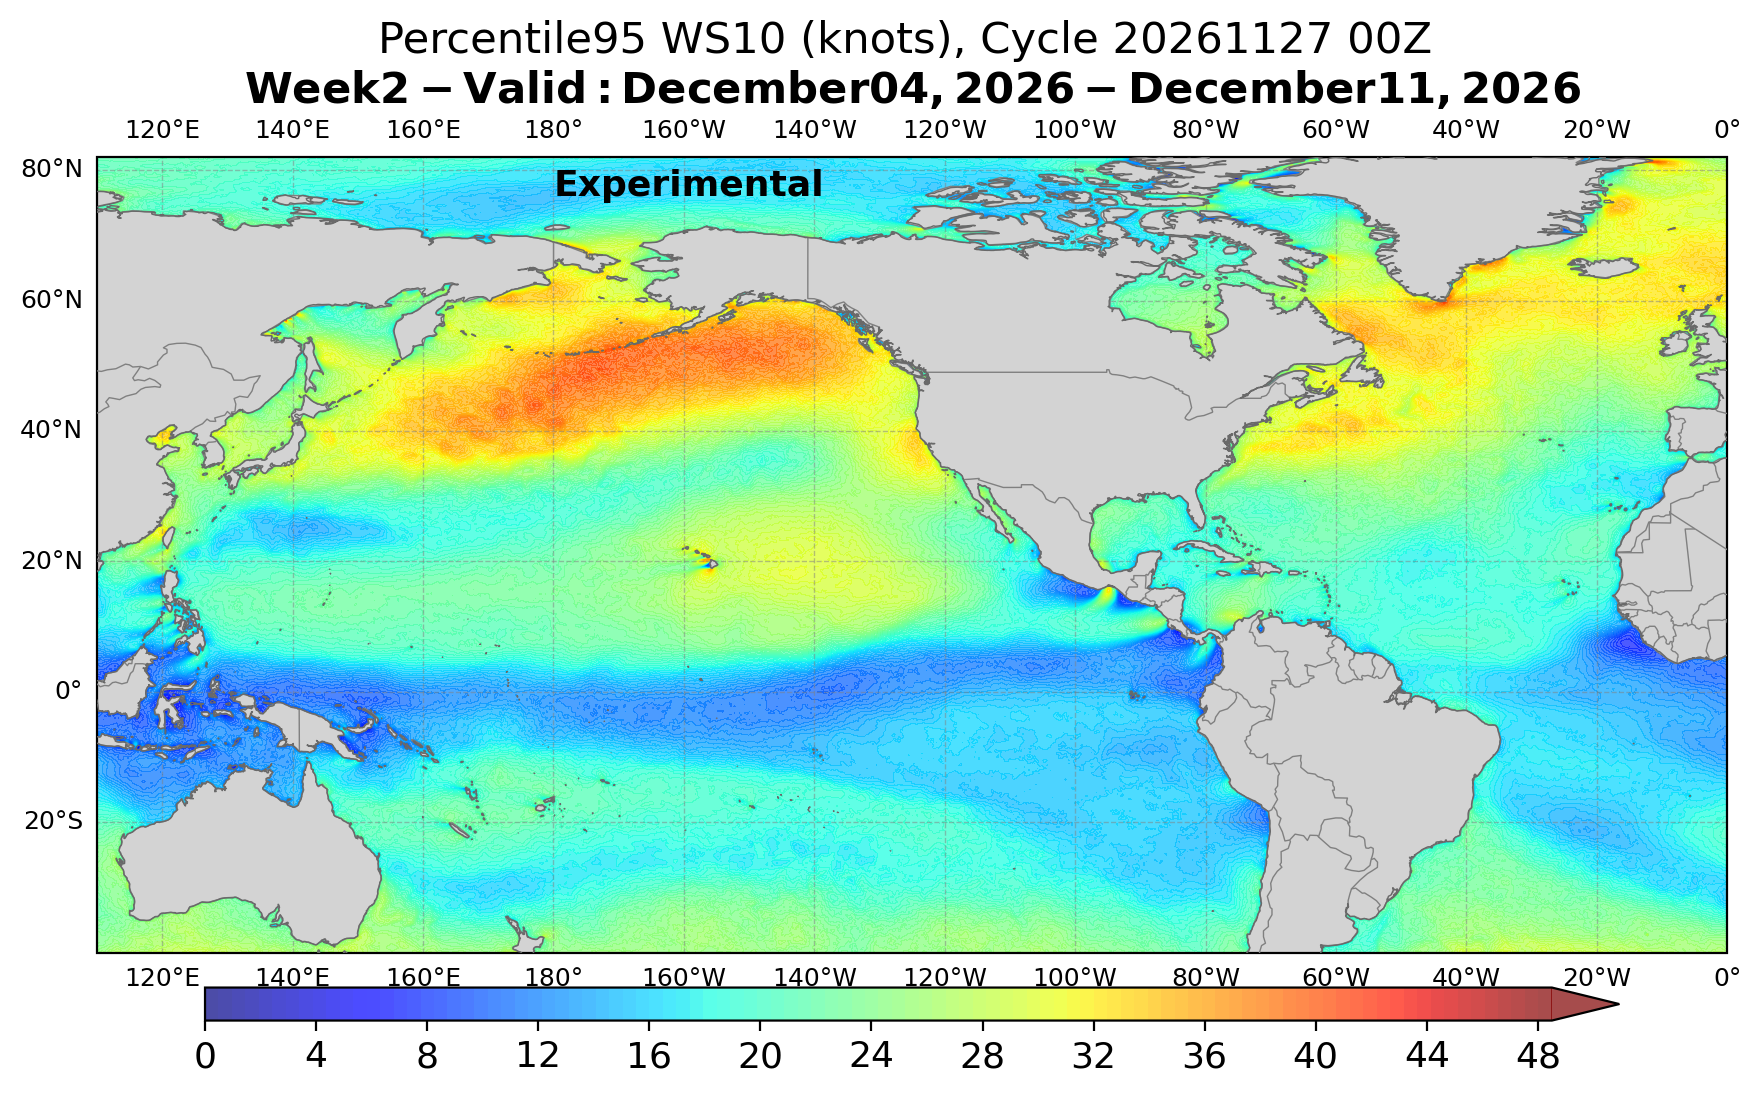 Percentile95 WS10 (knots), Cycle 20261127 00Z
Week2 − Valid : December04, 2026 − December11, 2026
120°E 140°E 160°E 180° 160°W 140°W 120°W 100°W 80°W 60°W 40°W 20°W 0°
80°N
Experimental
60°N
40°N
20°N
0°
20°S
120°E 140°E 160°E 180° 160°W 140°W 120°W 100°W 80°W 60°W 40°W 20°W 0°
0 4 8 12 16 20 24 28 32 36 40 44 48